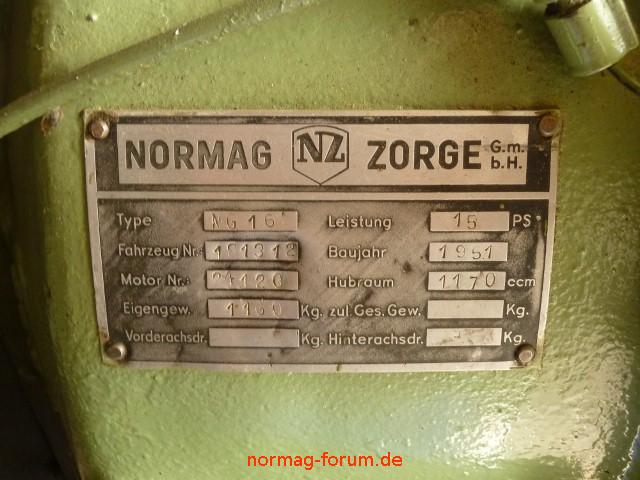 NORMAG NZ ZORGE G.m.b.H.
Type NG 16 Leistung 15 PS
Fahrzeug Nr. Baujahr 1951
Motor Nr. Hubraum 1170 ccm
Eigengew. Kg. zul. Ges. Gew. Kg.
Vorderachsdr. Kg. Hinterachsdr. Kg.
normag-forum.de